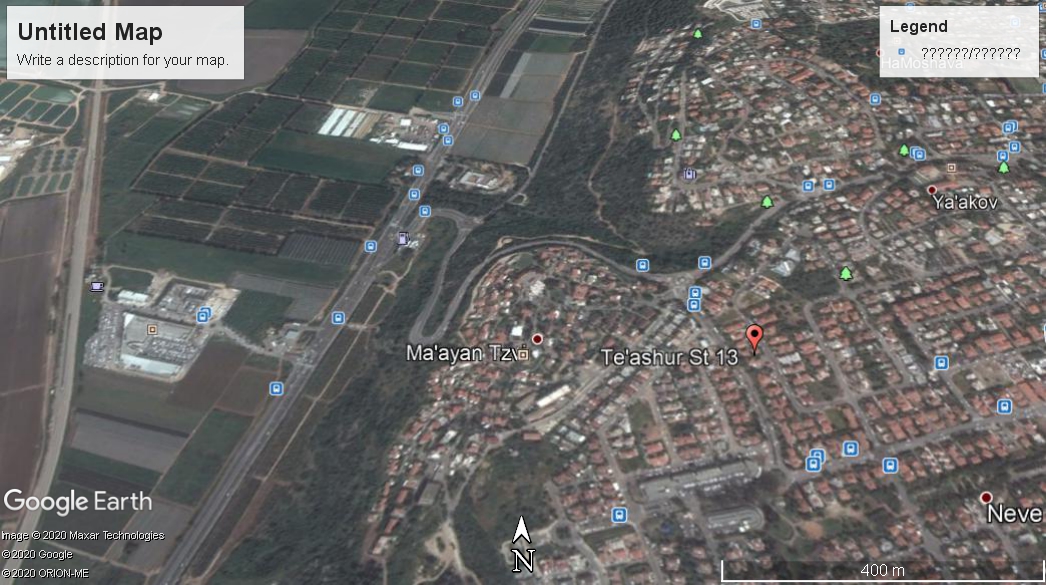 Untitled Map
Write a description for your map.
Legend
??????/??????
HaMoshava
Ya'akov
Ma'ayan Tzvi
Te'ashur St 13
Neve
Google Earth
Image © 2020 Maxar Technologies
© 2020 Google
© 2020 ORION-ME
N
400 m